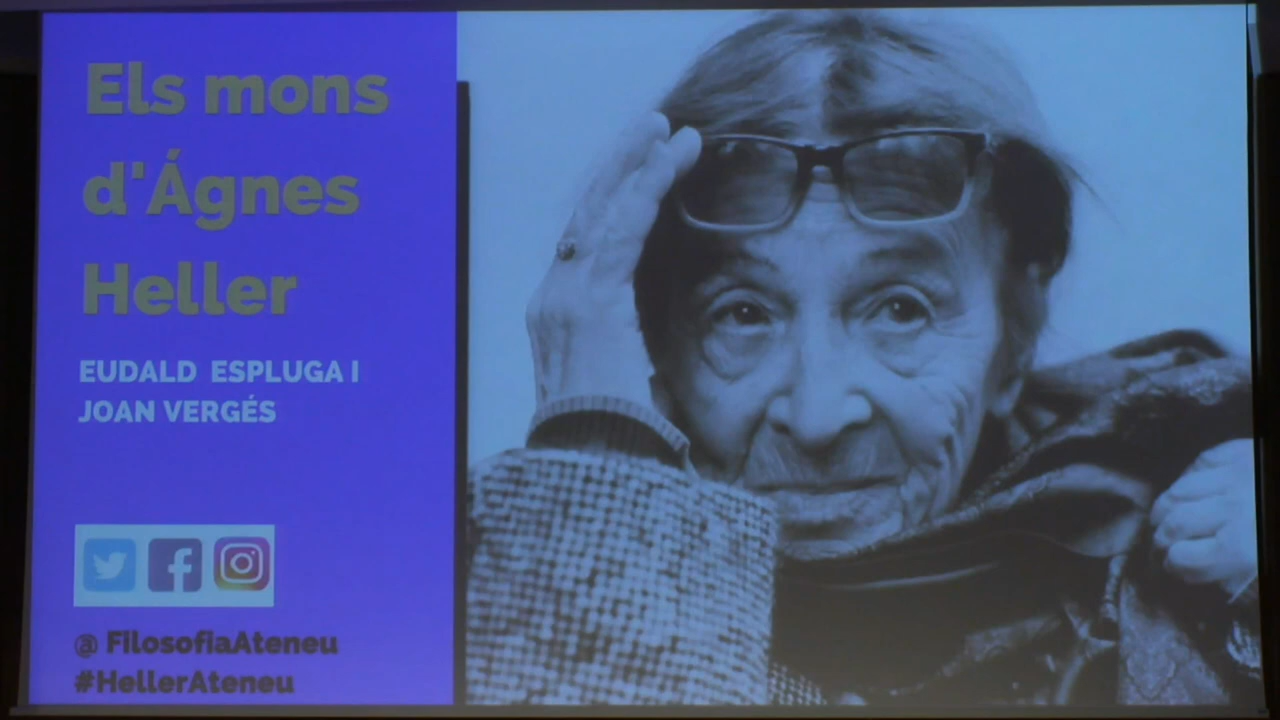 Els mons
d'Ágnes
Heller
EUDALD ESPLUGA I
JOAN VERGÉS
@ FilosofiaAteneu
#HellerAteneu